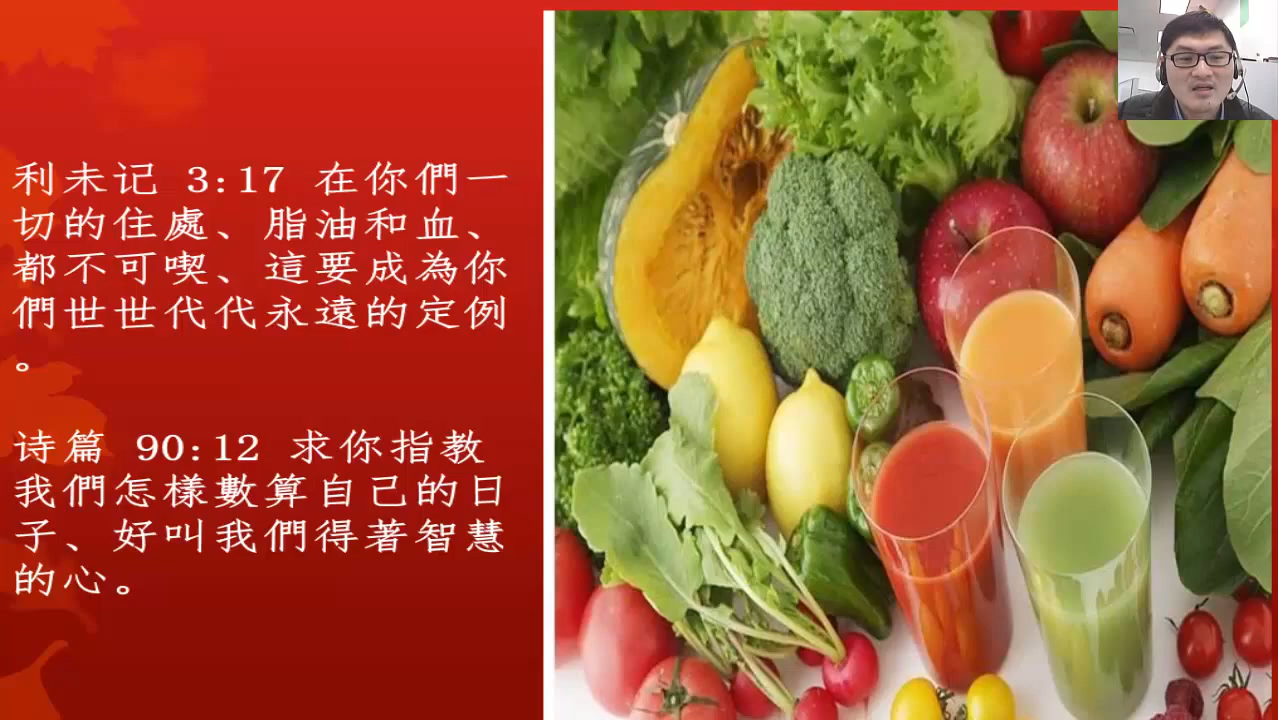 利未记 3:17 在你們一
切的住處、脂油和血、
都不可喫、這要成為你
們世世代代永遠的定例
。
诗篇 90:12 求你指教
我們怎樣數算自己的日
子、好叫我們得著智慧
的心。